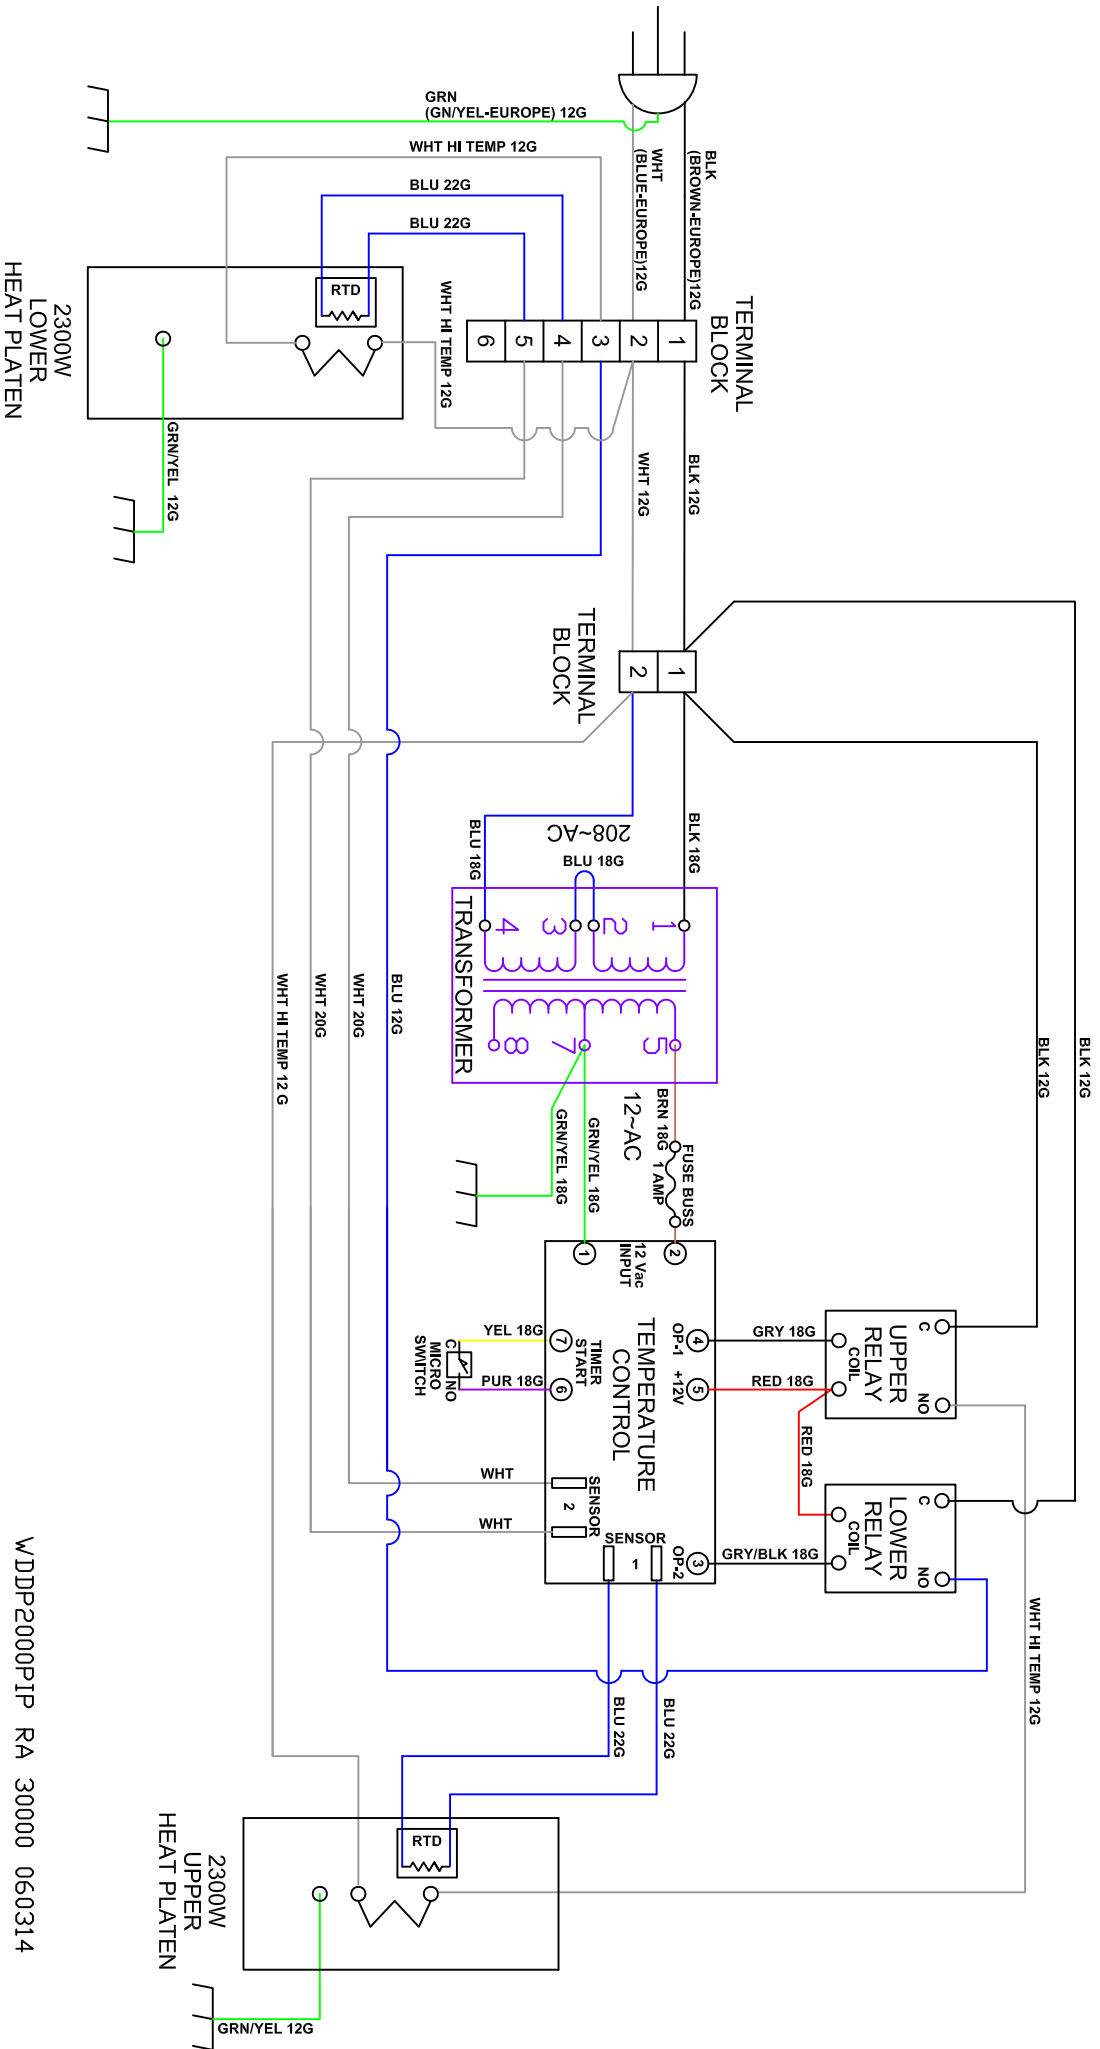 GRN
(GN/YEL-EUROPE) 12G
BLK
(BROWN-EUROPE)12G
WHT
(BLUE-EUROPE)12G
WHT HI TEMP 12G
BLU 22G
BLU 22G
RTD
2300W
LOWER
HEAT PLATEN
WHT HI TEMP 12G
GRN/YEL 12G
TERMINAL
BLOCK
1
2
3
4
5
6
BLK 12G
WHT 12G
TERMINAL
BLOCK
1
2
BLK 18G
208~AC
BLU 18G
BLU 18G
1
2
3
4
5
7
8
TRANSFORMER
WHT HI TEMP 12 G
WHT 20G
WHT 20G
BLU 12G
BLK 12G
BLK 12G
12~AC
BRN 18G
FUSE BUSS
1 AMP
GRN/YEL 18G
GRN/YEL 18G
1
12 Vac
INPUT
2
TEMPERATURE
CONTROL
7
TIMER
START
6
YEL 18G
PUR 18G
C
NO
MICRO
SWITCH
4
OP-1
5
+12V
3
OP-2
GRY 18G
RED 18G
RED 18G
GRY/BLK 18G
SENSOR
2
WHT
WHT
SENSOR
1
C
UPPER
RELAY
COIL
NO
C
LOWER
RELAY
COIL
NO
WHT HI TEMP 12G
BLU 22G
BLU 22G
RTD
2300W
UPPER
HEAT PLATEN
GRN/YEL 12G
WDDP2000PIP RA 30000 060314